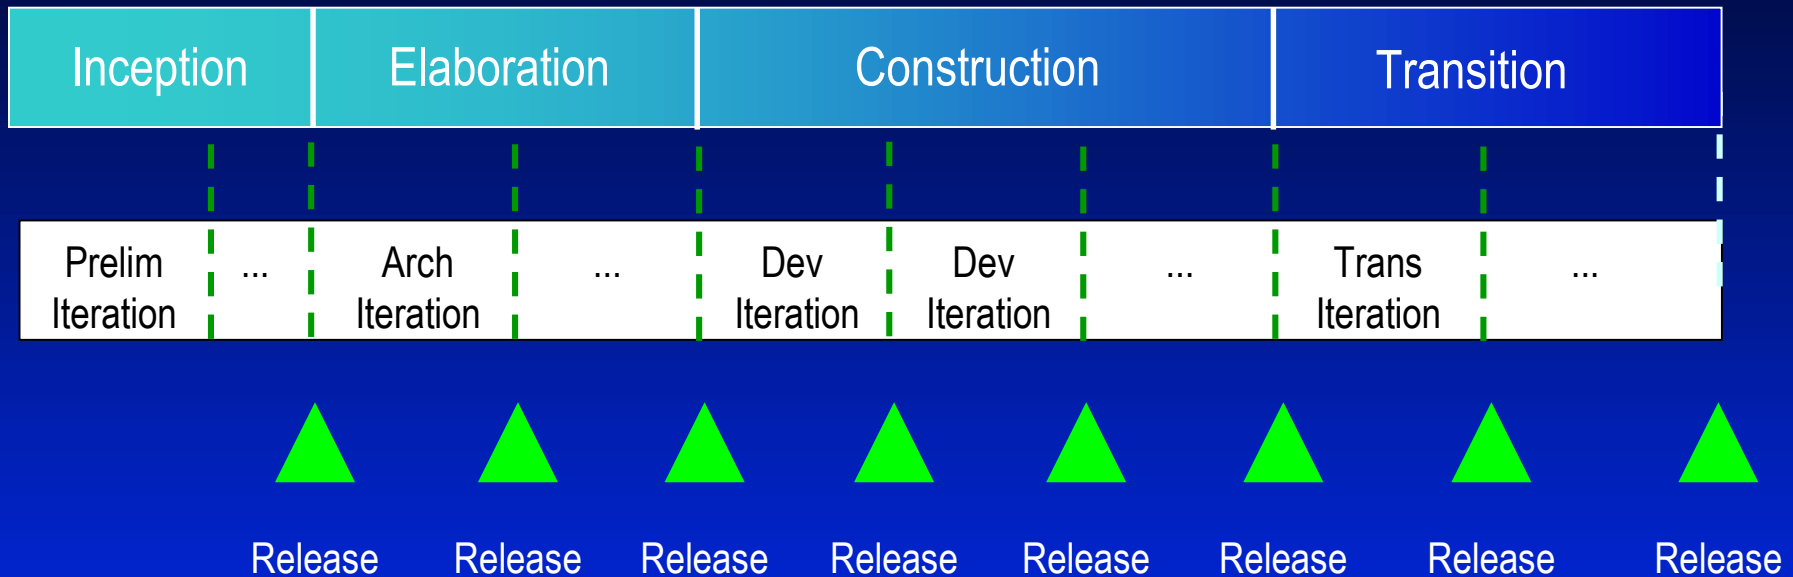 Inception Elaboration Construction Transition
Prelim ... Arch ... Dev Dev ... Trans ...
Iteration Iteration Iteration Iteration Iteration
Release Release Release Release Release Release Release Release